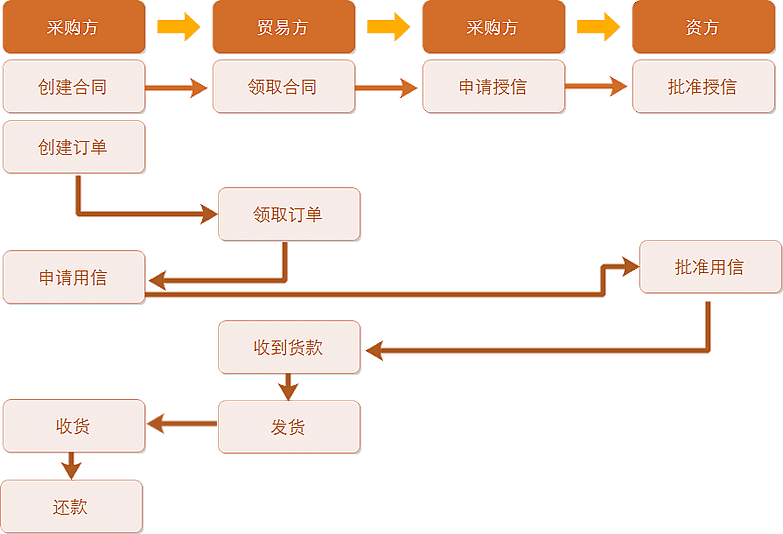 采购方
贸易方
采购方
资方
创建合同
领取合同
申请授信
批准授信
创建订单
领取订单
申请用信
批准用信
收到货款
收货
发货
还款